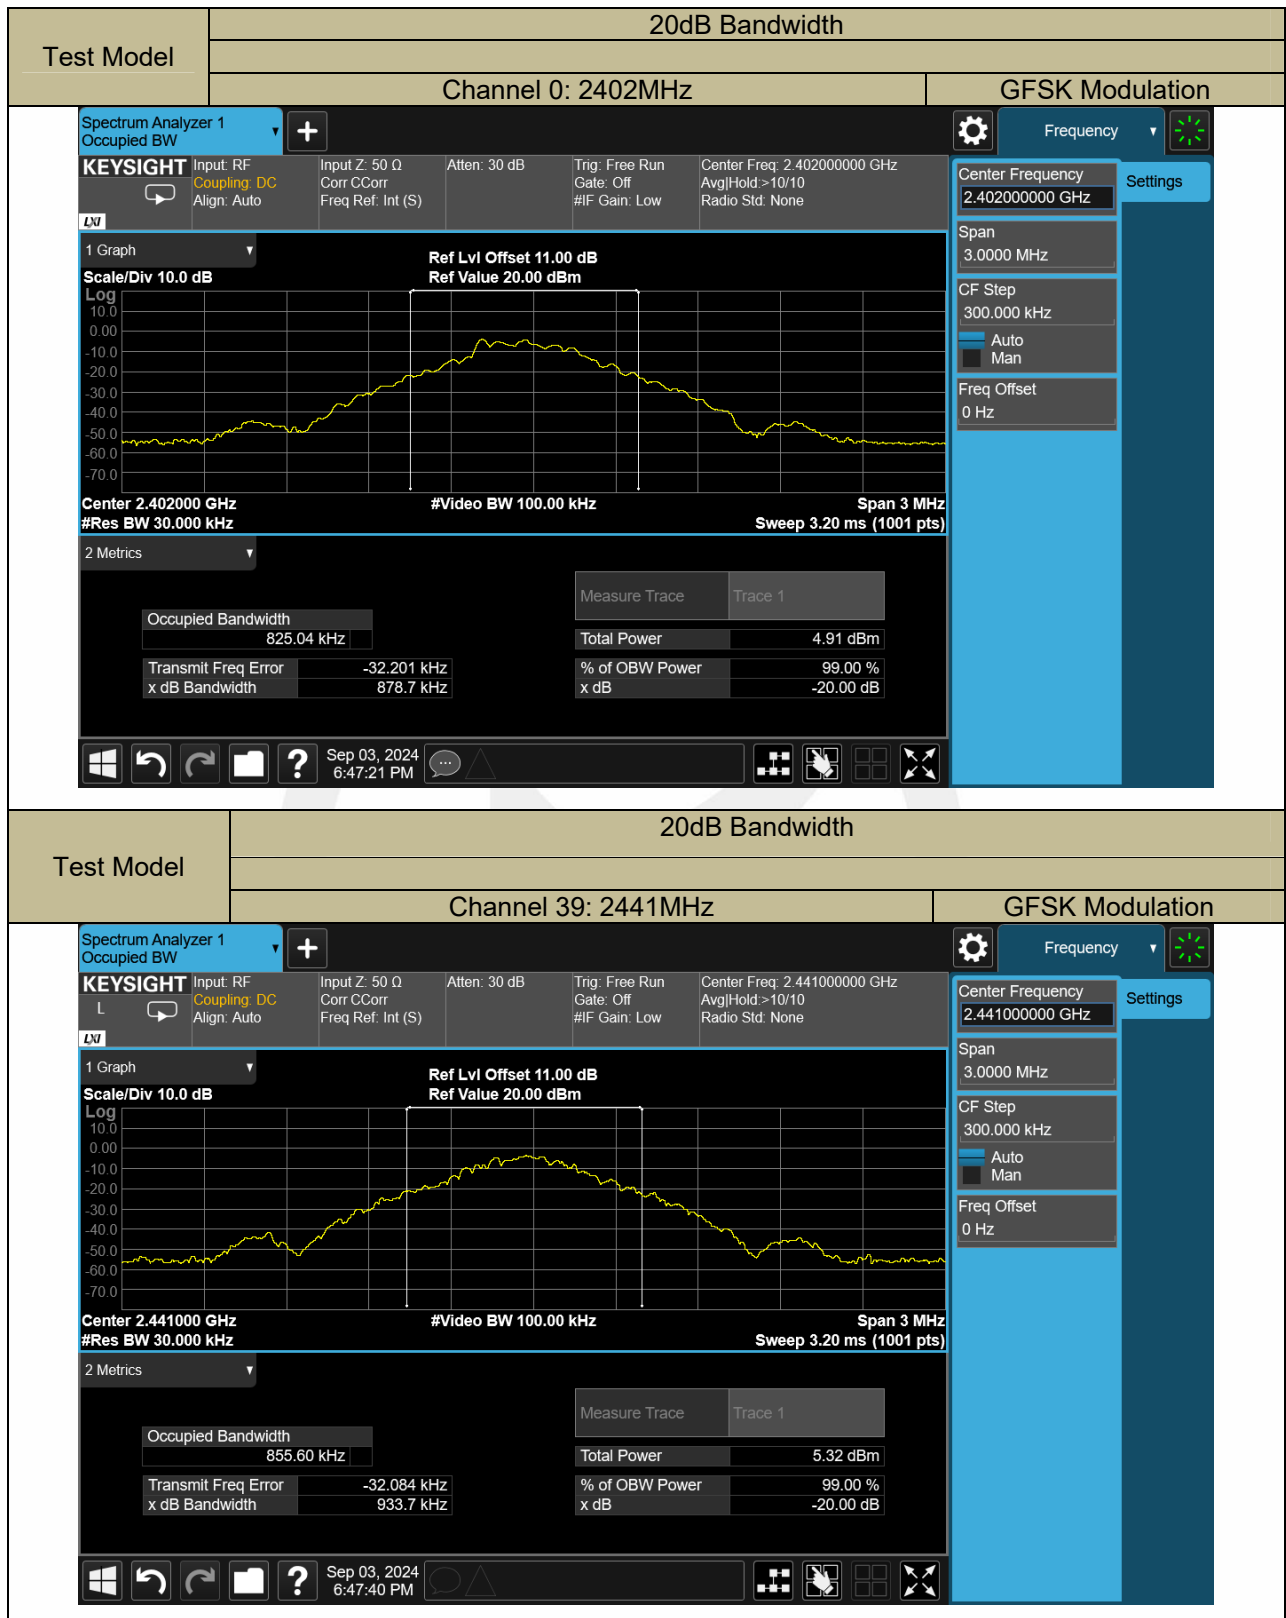 20dB Bandwidth
Test Model
Channel 0: 2402MHz GFSK Modulation
Spectrum Analyzer 1
Occupied BW
+
Frequency
KEYSIGHT Input: RF Input Z: 50 Ω Atten: 30 dB Trig: Free Run Center Freq: 2.402000000 GHz
Coupling: DC Corr CCorr Gate: Off Avg|Hold:>10/10
Align: Auto Freq Ref: Int (S) #IF Gain: Low Radio Std: None
LXI
Center Frequency
2.402000000 GHz
Settings
Span
3.0000 MHz
CF Step
300.000 kHz
Auto
Man
Freq Offset
0 Hz
1 Graph
Ref Lvl Offset 11.00 dB
Scale/Div 10.0 dB Ref Value 20.00 dBm
Log
10.0
0.00
-10.0
-20.0
-30.0
-40.0
-50.0
-60.0
-70.0
Center 2.402000 GHz #Video BW 100.00 kHz Span 3 MHz
#Res BW 30.000 kHz Sweep 3.20 ms (1001 pts)
2 Metrics
Measure Trace Trace 1
Occupied Bandwidth
825.04 kHz
Total Power 4.91 dBm
Transmit Freq Error -32.201 kHz % of OBW Power 99.00 %
x dB Bandwidth 878.7 kHz x dB -20.00 dB
Sep 03, 2024
6:47:21 PM
20dB Bandwidth
Test Model
Channel 39: 2441MHz GFSK Modulation
Spectrum Analyzer 1
Occupied BW
+
Frequency
KEYSIGHT Input: RF Input Z: 50 Ω Atten: 30 dB Trig: Free Run Center Freq: 2.441000000 GHz
L Coupling: DC Corr CCorr Gate: Off Avg|Hold:>10/10
Align: Auto Freq Ref: Int (S) #IF Gain: Low Radio Std: None
LXI
Center Frequency
2.441000000 GHz
Settings
Span
3.0000 MHz
CF Step
300.000 kHz
Auto
Man
Freq Offset
0 Hz
1 Graph
Ref Lvl Offset 11.00 dB
Scale/Div 10.0 dB Ref Value 20.00 dBm
Log
10.0
0.00
-10.0
-20.0
-30.0
-40.0
-50.0
-60.0
-70.0
Center 2.441000 GHz #Video BW 100.00 kHz Span 3 MHz
#Res BW 30.000 kHz Sweep 3.20 ms (1001 pts)
2 Metrics
Measure Trace Trace 1
Occupied Bandwidth
855.60 kHz
Total Power 5.32 dBm
Transmit Freq Error -32.084 kHz % of OBW Power 99.00 %
x dB Bandwidth 933.7 kHz x dB -20.00 dB
Sep 03, 2024
6:47:40 PM